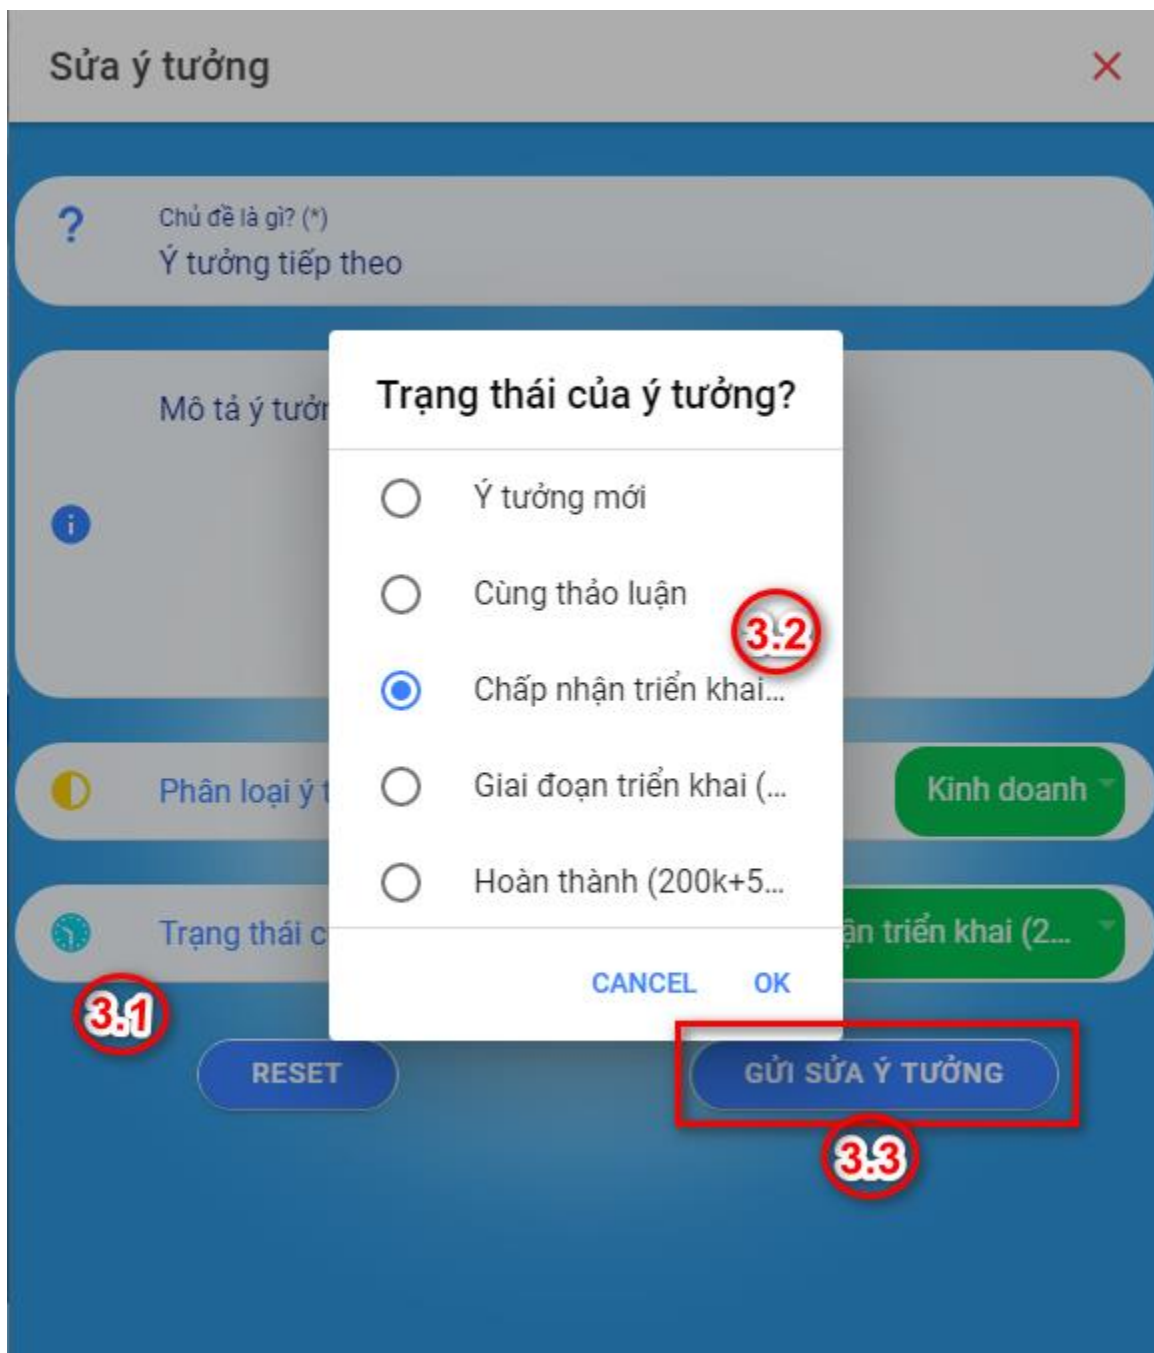 Sửa ý tưởng
?
Chủ đề là gì? (*)
Ý tưởng tiếp theo
Mô tả ý
Trạng thái của ý tưởng?
Ý tưởng mới
Cùng thảo luận
3.2
Chấp nhận triển khai...
Giai đoạn triển khai (...
Hoàn thành (200k+5...
CANCEL OK
Phân loại ý
Kinh doanh
Trạng thái
triển khai (2...
3.1
RESET
GỬI SỬA Ý TƯỞNG
3.3